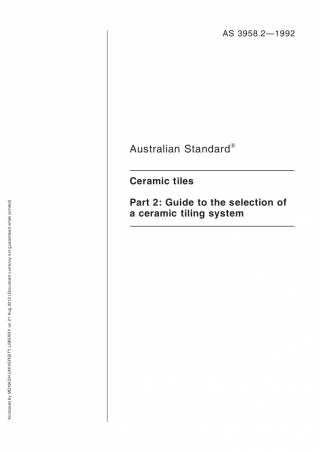 AS 3958.2—1992
Australian Standard®
Ceramic tiles
Part 2: Guide to the selection of
a ceramic tiling system
Accessed by MONASH UNIVERSITY LIBRARY on 21 Aug 2013 (Document currency not guaranteed when printed)